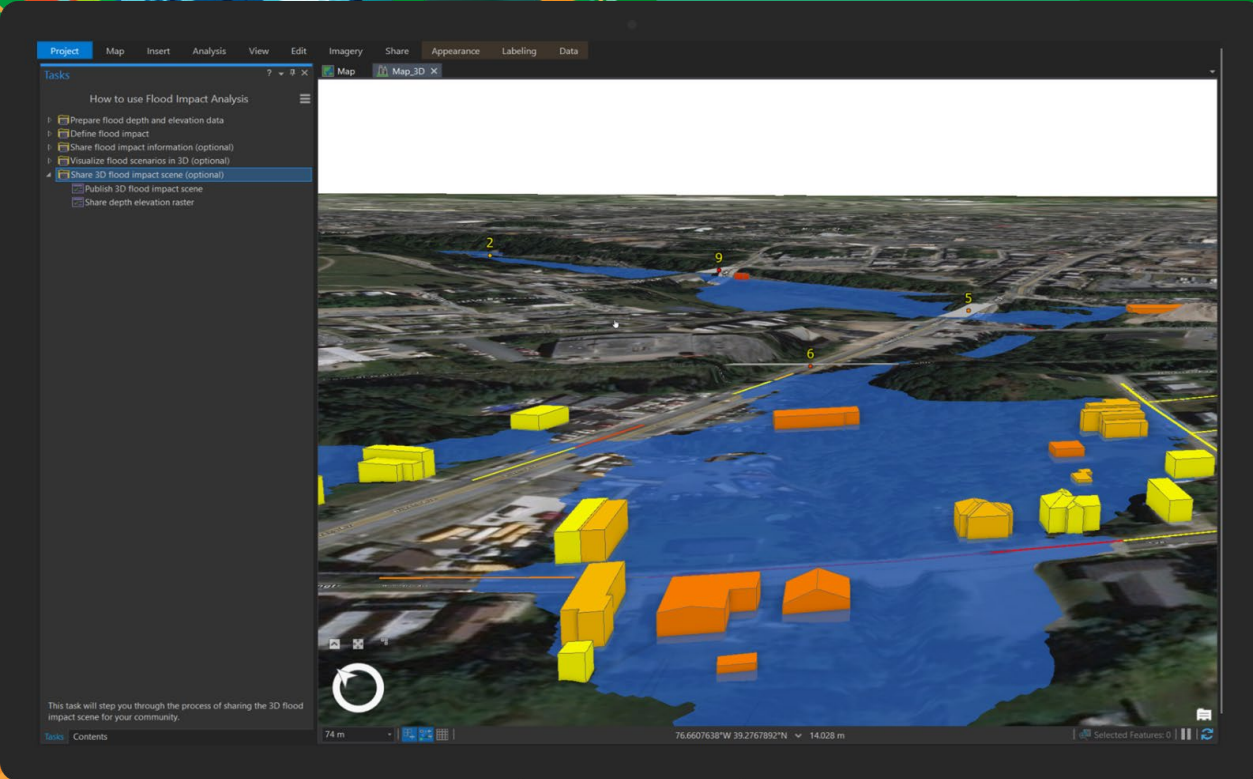 Project Map Insert Analysis View Edit Imagery Share Appearance Labeling Data
Tasks
How to use Flood Impact Analysis
Prepare flood depth and elevation data
Define flood impact
Share flood impact information (optional)
Visualize flood scenarios in 3D (optional)
Share 3D flood impact scene (optional)
Publish 3D flood impact scene
Share depth elevation raster
This task will step you through the process of sharing the 3D flood
impact scene for your community.
Tasks Contents
Map Map_3D
2
9
5
6
74 m 76.6607638°W 39.2767892°N 14.028 m Selected Features: 0